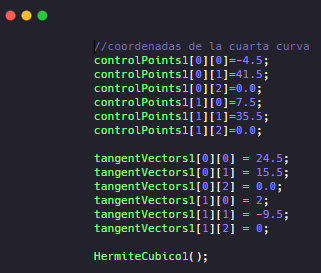 //coordenadas de la cuarta curva
controlPoints1[0][0]=-4.5;
controlPoints1[0][1]=41.5;
controlPoints1[0][2]=0.0;
controlPoints1[1][0]=7.5;
controlPoints1[1][1]=35.5;
controlPoints1[1][2]=0.0;
tangentVectors1[0][0] = 24.5;
tangentVectors1[0][1] = 15.5;
tangentVectors1[0][2] = 0.0;
tangentVectors1[1][0] = 2;
tangentVectors1[1][1] = -9.5;
tangentVectors1[1][2] = 0;
HermiteCubico1();